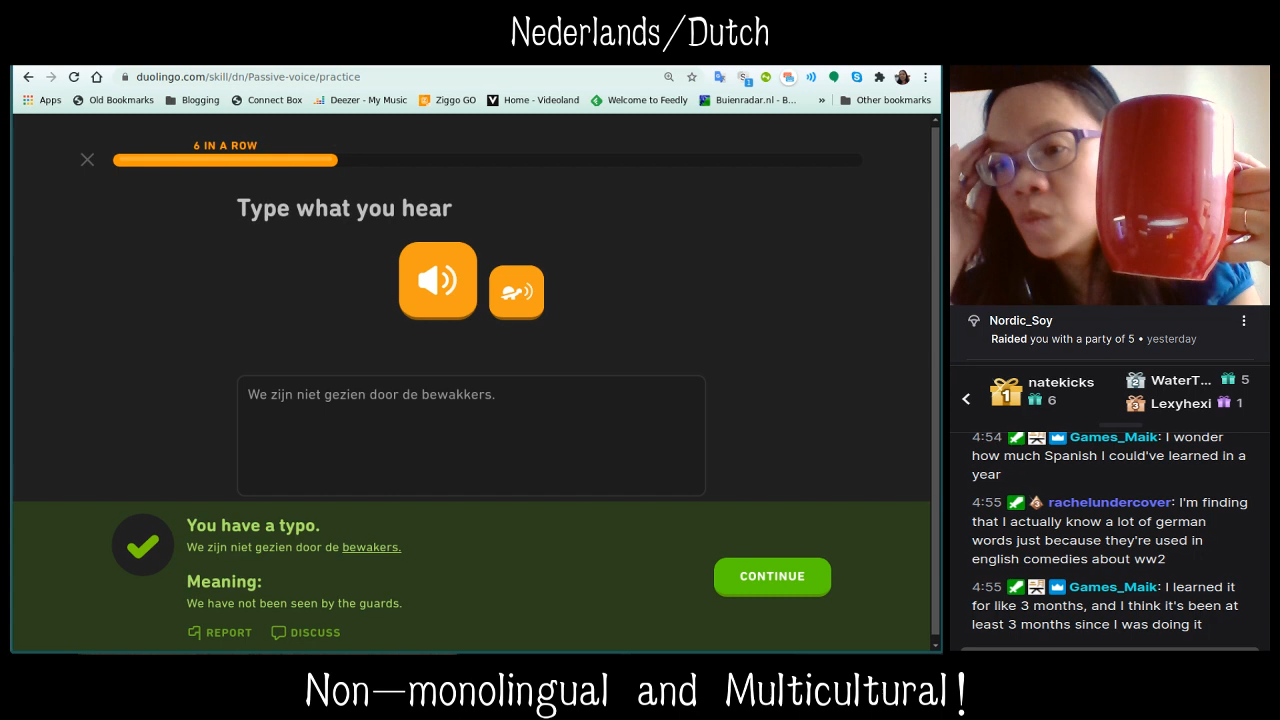 Nederlands/Dutch
duolingo.com/skill/dn/Passive-voice/practice
Apps
Old Bookmarks
Blogging
Connect Box
Deezer - My Music
Ziggo GO
Home - Videoland
Welcome to Feedly
Buienradar.nl - B...
»
Other bookmarks
6 IN A ROW
Type what you hear
We zijn niet gezien door de bewakkers.
You have a typo.
We zijn niet gezien door de bewakers.
Meaning:
We have not been seen by the guards.
REPORT
DISCUSS
CONTINUE
Nordic_Soy
Raided you with a party of 5 • yesterday
1
natekicks
6
2
WaterT...
5
3
Lexyhexi
1
4:54 Games_Maik: I wonder
how much Spanish I could've learned in a
year
4:55 rachelundercover: I'm finding
that I actually know a lot of german
words just because they're used in
english comedies about ww2
4:55 Games_Maik: I learned it
for like 3 months, and I think it's been at
least 3 months since I was doing it
Non-monolingual and Multicultural!